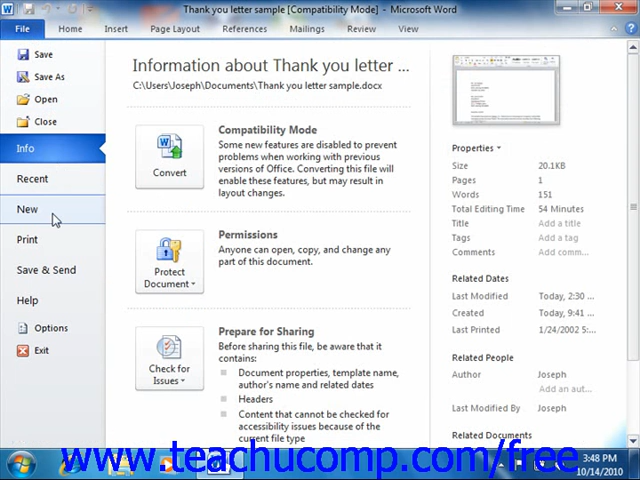 Thank you letter sample [Compatibility Mode] - Microsoft Word
File Home Insert Page Layout References Mailings Review View
Save
Save As
Open
Close
Info
Recent
New
Print
Save & Send
Help
Options
Exit
Information about Thank you letter ...
C:\Users\Joseph\Documents\Thank you letter sample.docx
Convert
Compatibility Mode
Some new features are disabled to prevent
problems when working with previous
versions of Office. Converting this file will
enable these features, but may result in
layout changes.
Protect
Document
Permissions
Anyone can open, copy, and change any
part of this document.
Check for
Issues
Prepare for Sharing
Before sharing this file, be aware that it
contains:
Document properties, template name,
author's name and related dates
Headers
Content that cannot be checked for
accessibility issues because of the
current file type
Properties
Size 20.1KB
Pages 1
Words 151
Total Editing Time 54 Minutes
Title Add a title
Tags Add a tag
Comments Add comm...
Related Dates
Last Modified Today, 2:30 ...
Created Today, 9:41 ...
Last Printed 1/24/2002 5...
Related People
Author Joseph
Add an aut...
Last Modified By Joseph
Related Documents
www.teachucomp.com/free
3:48 PM
10/14/2010